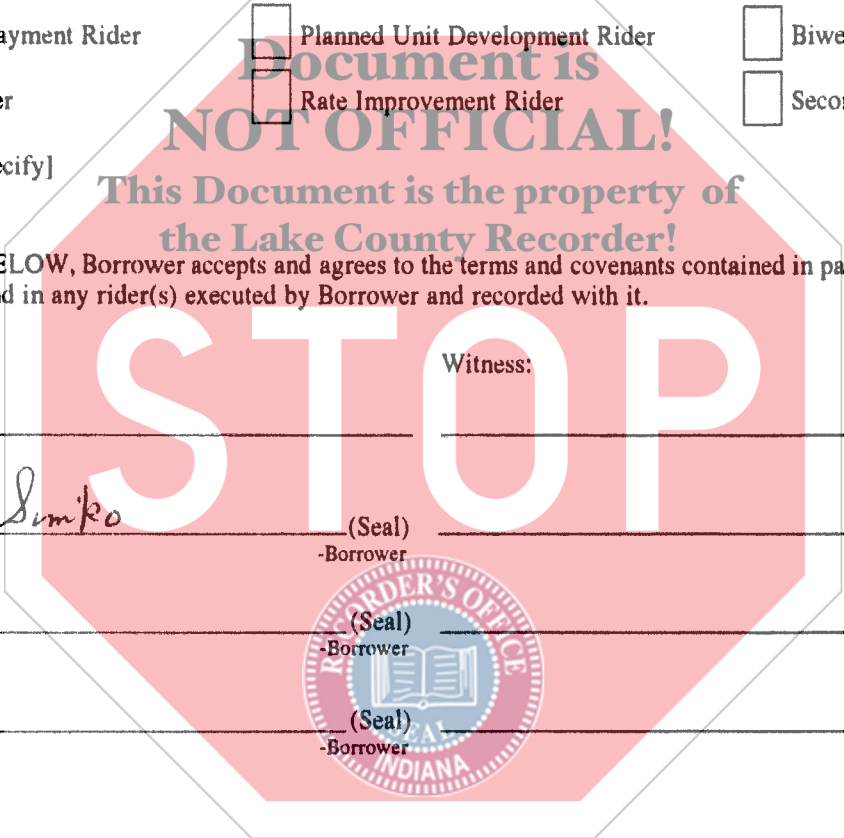 ayment Rider Planned Unit Development Rider Biwe
Document is
er Rate Improvement Rider Secon
NOT OFFICIAL!
ecify]
This Document is the property of
the Lake County Recorder!
ELOW, Borrower accepts and agrees to the terms and covenants contained in pa
d in any rider(s) executed by Borrower and recorded with it.
STOP
Witness:
Simko
(Seal)
-Borrower
RECORDER'S OFFICE
(Seal)
-Borrower
(Seal)
SEAL
-Borrower
INDIANA